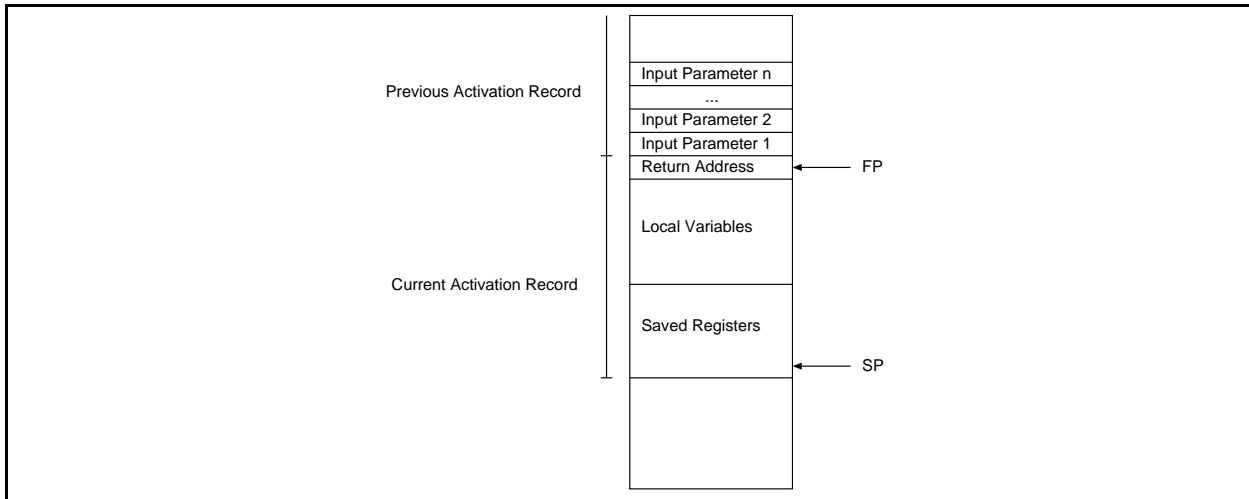 Input Parameter n
Previous Activation Record
...
Input Parameter 2
Input Parameter 1
Return Address
FP
Local Variables
Current Activation Record
Saved Registers
SP